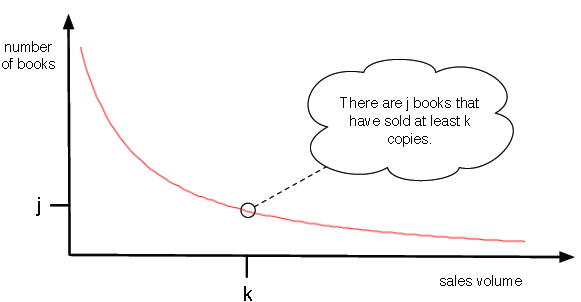 number
of books
There are j books that
have sold at least k
copies.
j
k
sales volume